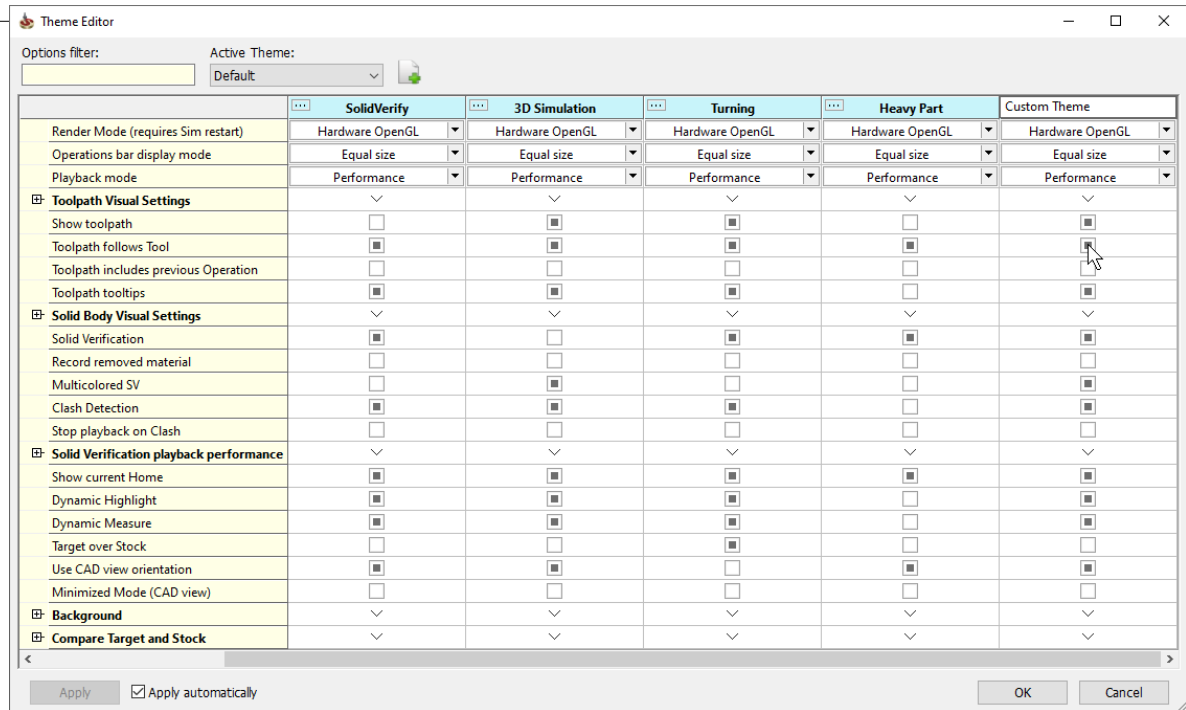 Theme Editor
Options filter: Active Theme:
Default
SolidVerify 3D Simulation Turning Heavy Part Custom Theme
Render Mode (requires Sim restart) Hardware OpenGL Hardware OpenGL Hardware OpenGL Hardware OpenGL Hardware OpenGL
Operations bar display mode Equal size Equal size Equal size Equal size Equal size
Playback mode Performance Performance Performance Performance Performance
Toolpath Visual Settings
Show toolpath
Toolpath follows Tool
Toolpath includes previous Operation
Toolpath tooltips
Solid Body Visual Settings
Solid Verification
Record removed material
Multicolored SV
Clash Detection
Stop playback on Clash
Solid Verification playback performance
Show current Home
Dynamic Highlight
Dynamic Measure
Target over Stock
Use CAD view orientation
Minimized Mode (CAD view)
Background
Compare Target and Stock
Apply Apply automatically OK Cancel